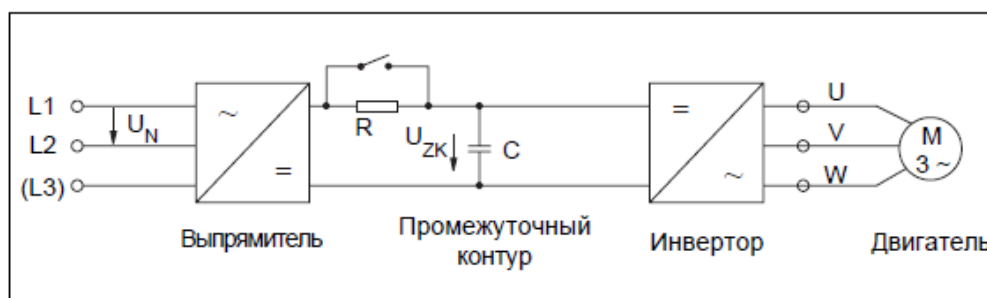 L1
L2
(L3)
U_N
~
=
Выпрямитель
R
U_ZK
C
Промежуточный
контур
=
~
Инвертор
U
V
W
M
3 ~
Двигатель